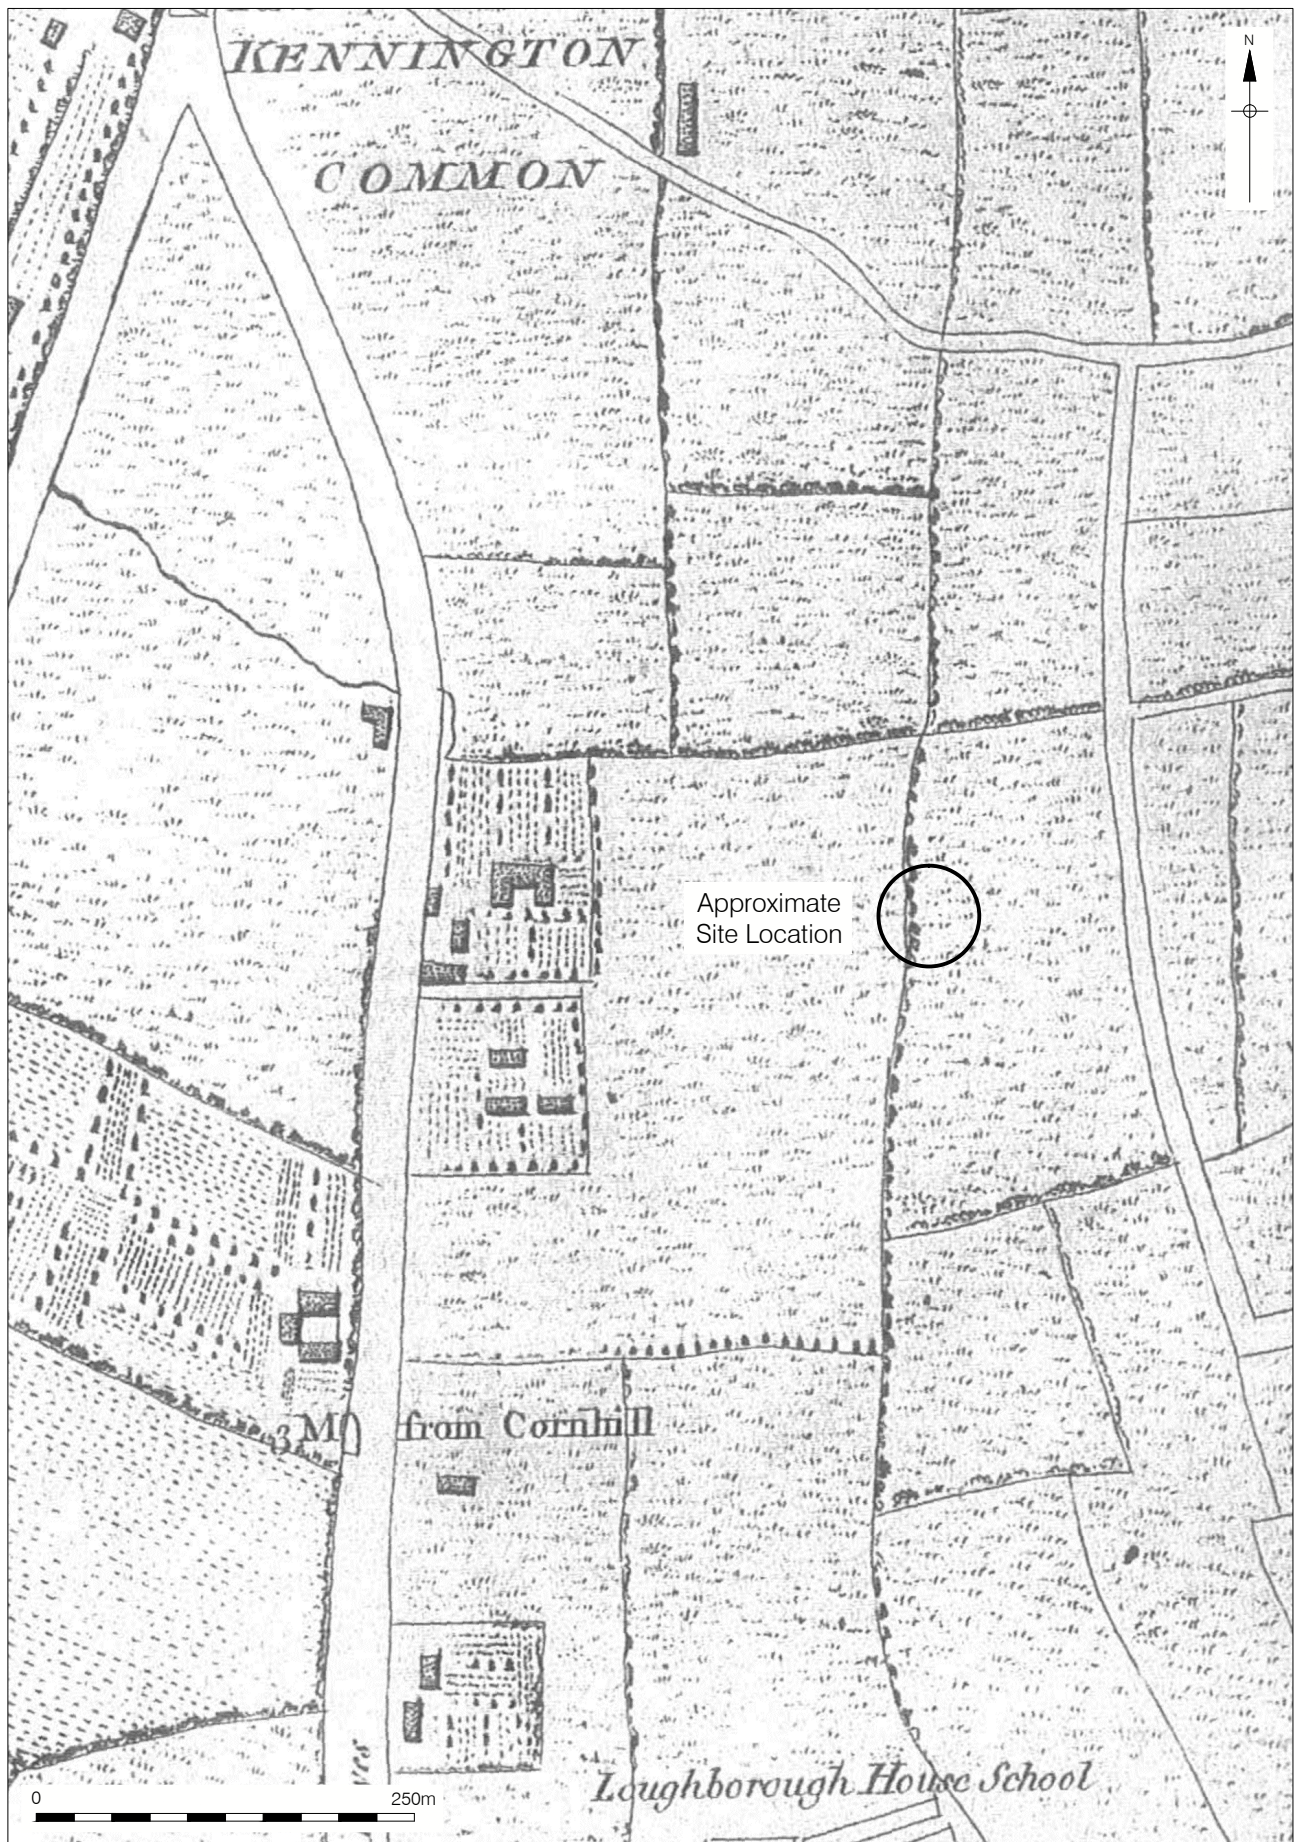 N
KENNINGTON
COMMON
Approximate
Site Location
3 M from Cornhill
Loughborough House School
0 250m